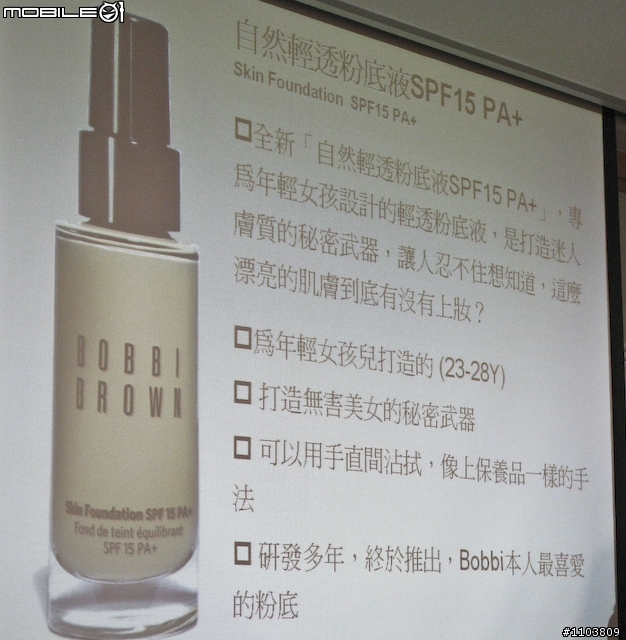 MOBILE01
自然輕透粉底液SPF15 PA+
Skin Foundation SPF15 PA+
全新「自然輕透粉底液SPF15 PA+」，專
為年輕女孩設計的輕透粉底液，是打造迷人
膚質的秘密武器，讓人忍不住想知道，這麼
漂亮的肌膚到底有沒有上妝？
為年輕女孩兒打造的 (23-28Y)
打造無害美女的秘密武器
可以用手直間沾拭，像上保養品一樣的手
法
研發多年，終於推出，Bobbi本人最喜愛
的粉底
BOBBI
BROWN
Skin Foundation SPF 15 PA+
Fond de teint équilibrant
SPF 15 PA+
#1103809